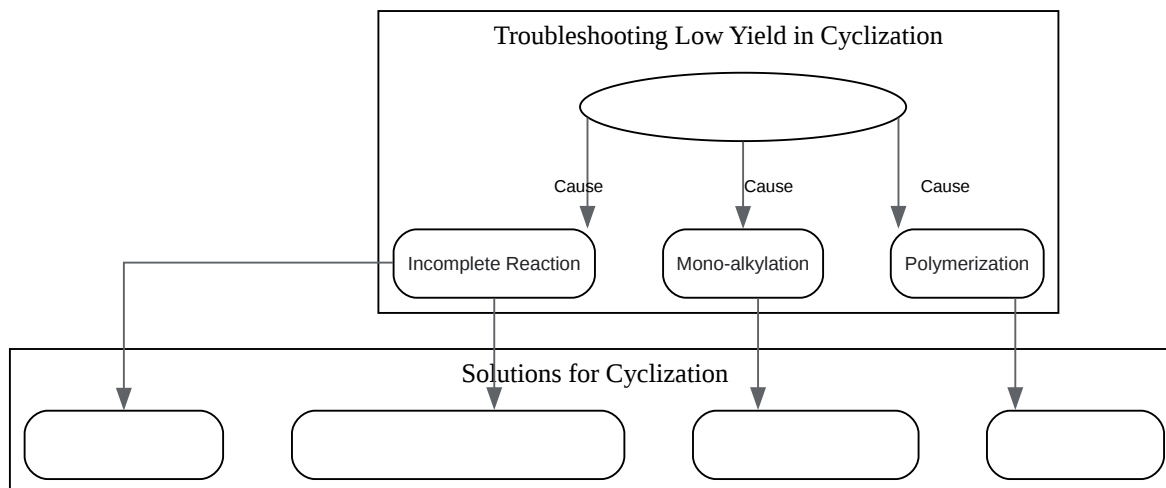 Troubleshooting Low Yield in Cyclization
Cause
Cause
Cause
Incomplete Reaction
Mono-alkylation
Polymerization
Solutions for Cyclization